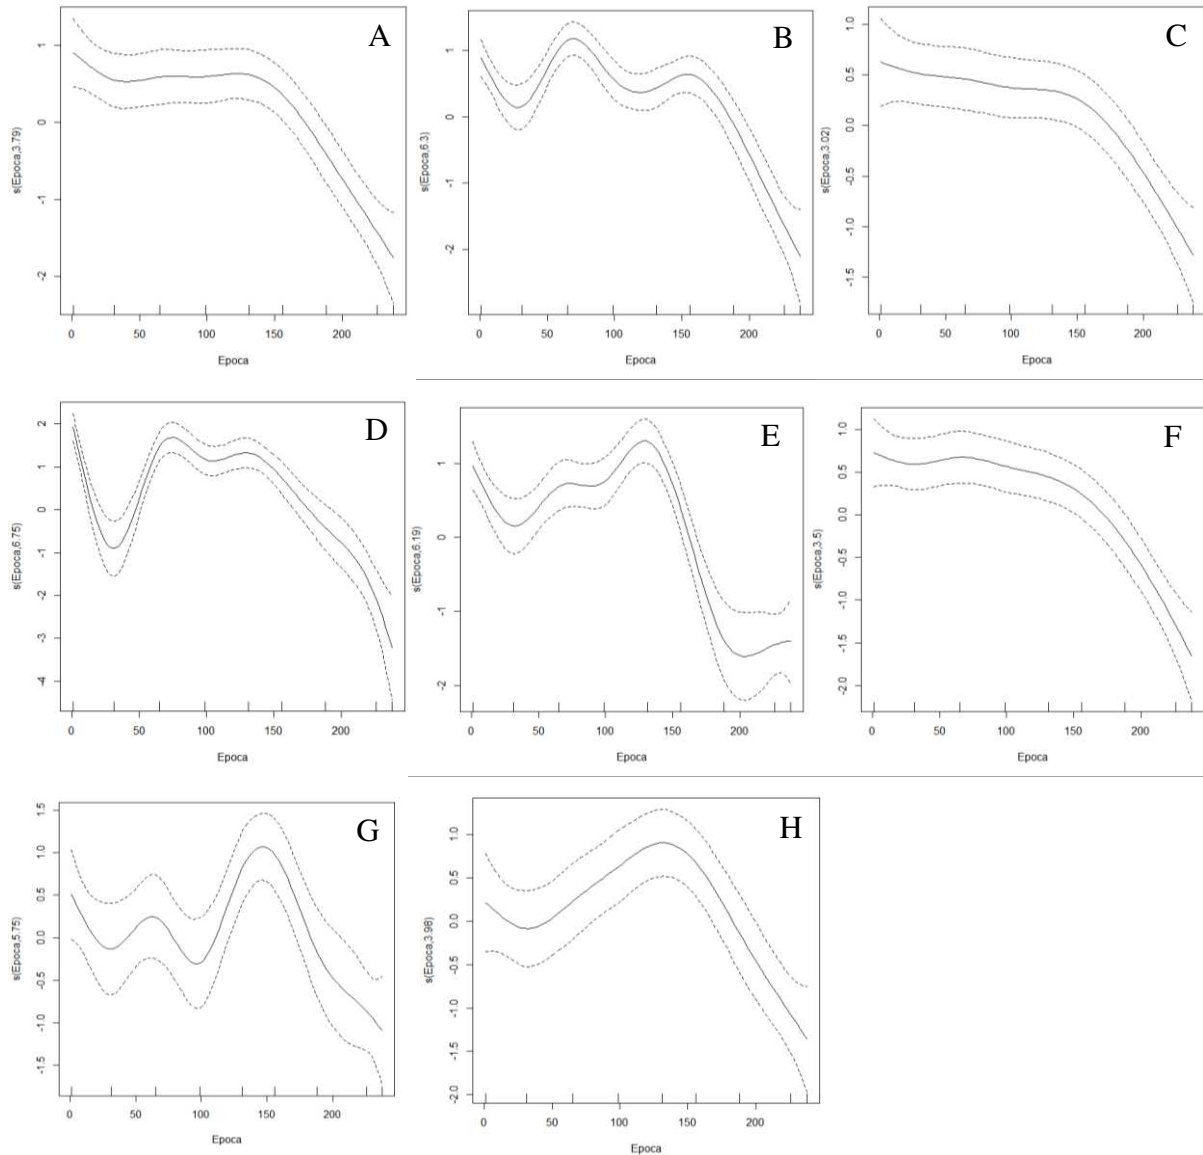 A
s(Epoca,3.79)
1
0
-1
-2
0 50 100 150 200
Epoca
B
s(Epoca,6.3)
1
0
-1
-2
0 50 100 150 200
Epoca
C
s(Epoca,3.02)
1.0
0.5
0.0
-0.5
-1.0
-1.5
0 50 100 150 200
Epoca
D
s(Epoca,6.75)
2
1
0
-1
-2
-3
-4
0 50 100 150 200
Epoca
E
s(Epoca,6.19)
1
0
-1
-2
0 50 100 150 200
Epoca
F
s(Epoca,3.5)
1.0
0.5
0.0
-0.5
-1.0
-1.5
-2.0
0 50 100 150 200
Epoca
G
s(Epoca,5.75)
1.5
1.0
0.5
0.0
-0.5
-1.0
-1.5
0 50 100 150 200
Epoca
H
s(Epoca,3.98)
1.0
0.5
0.0
-0.5
-1.0
-1.5
-2.0
0 50 100 150 200
Epoca